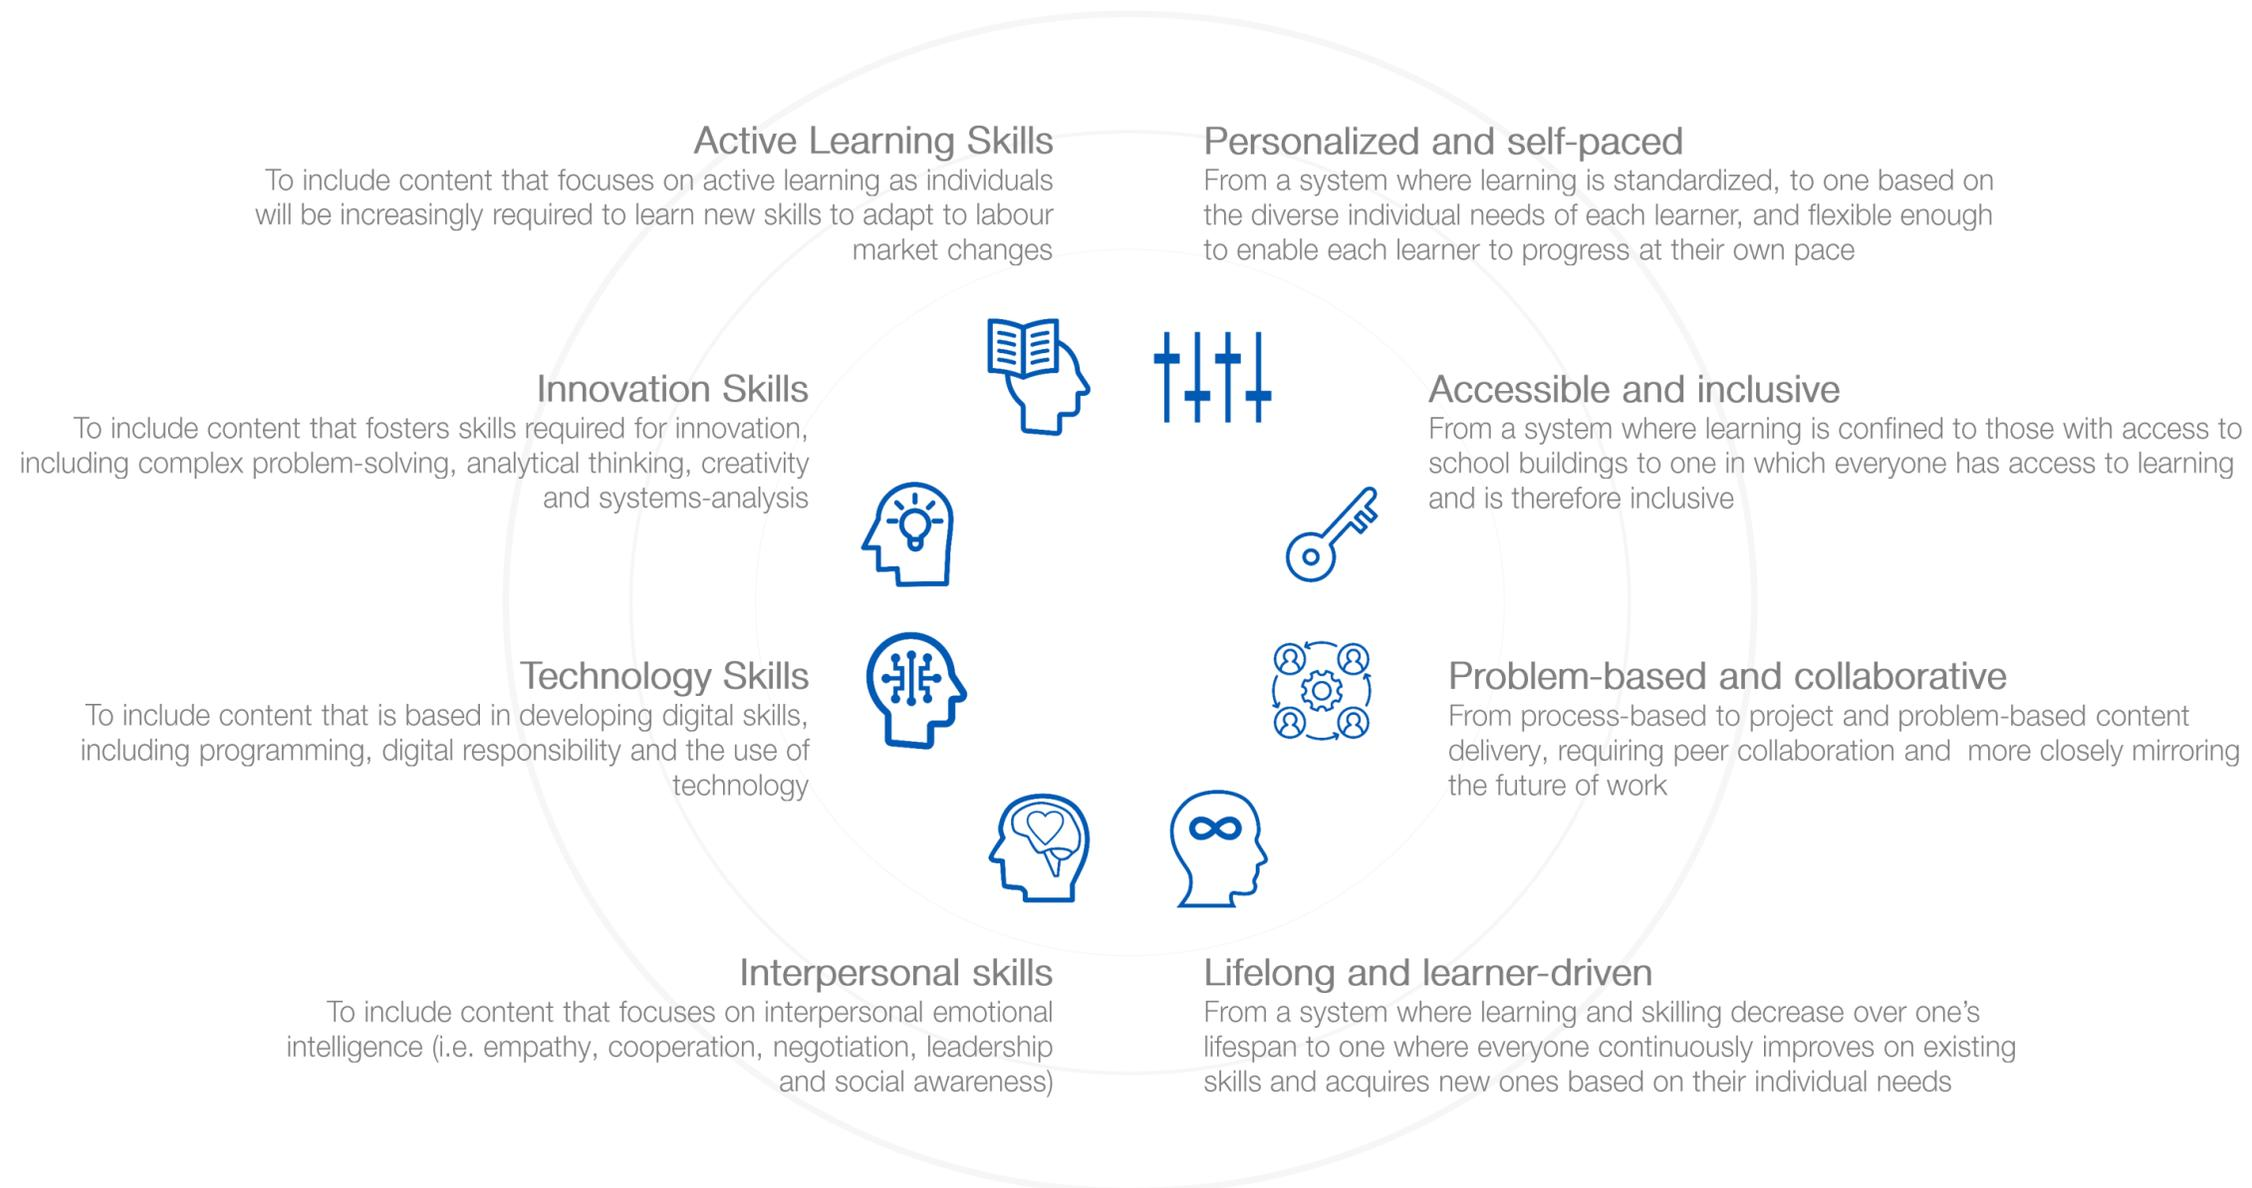 Active Learning Skills
To include content that focuses on active learning as individuals
will be increasingly required to learn new skills to adapt to labour
market changes
Personalized and self-paced
From a system where learning is standardized, to one based on
the diverse individual needs of each learner, and flexible enough
to enable each learner to progress at their own pace
Innovation Skills
To include content that fosters skills required for innovation,
including complex problem-solving, analytical thinking, creativity
and systems-analysis
Accessible and inclusive
From a system where learning is confined to those with access to
school buildings to one in which everyone has access to learning
and is therefore inclusive
Technology Skills
To include content that is based in developing digital skills,
including programming, digital responsibility and the use of
technology
Problem-based and collaborative
From process-based to project and problem-based content
delivery, requiring peer collaboration and  more closely mirroring
the future of work
Interpersonal skills
To include content that focuses on interpersonal emotional
intelligence (i.e. empathy, cooperation, negotiation, leadership
and social awareness)
Lifelong and learner-driven
From a system where learning and skilling decrease over one’s
lifespan to one where everyone continuously improves on existing
skills and acquires new ones based on their individual needs